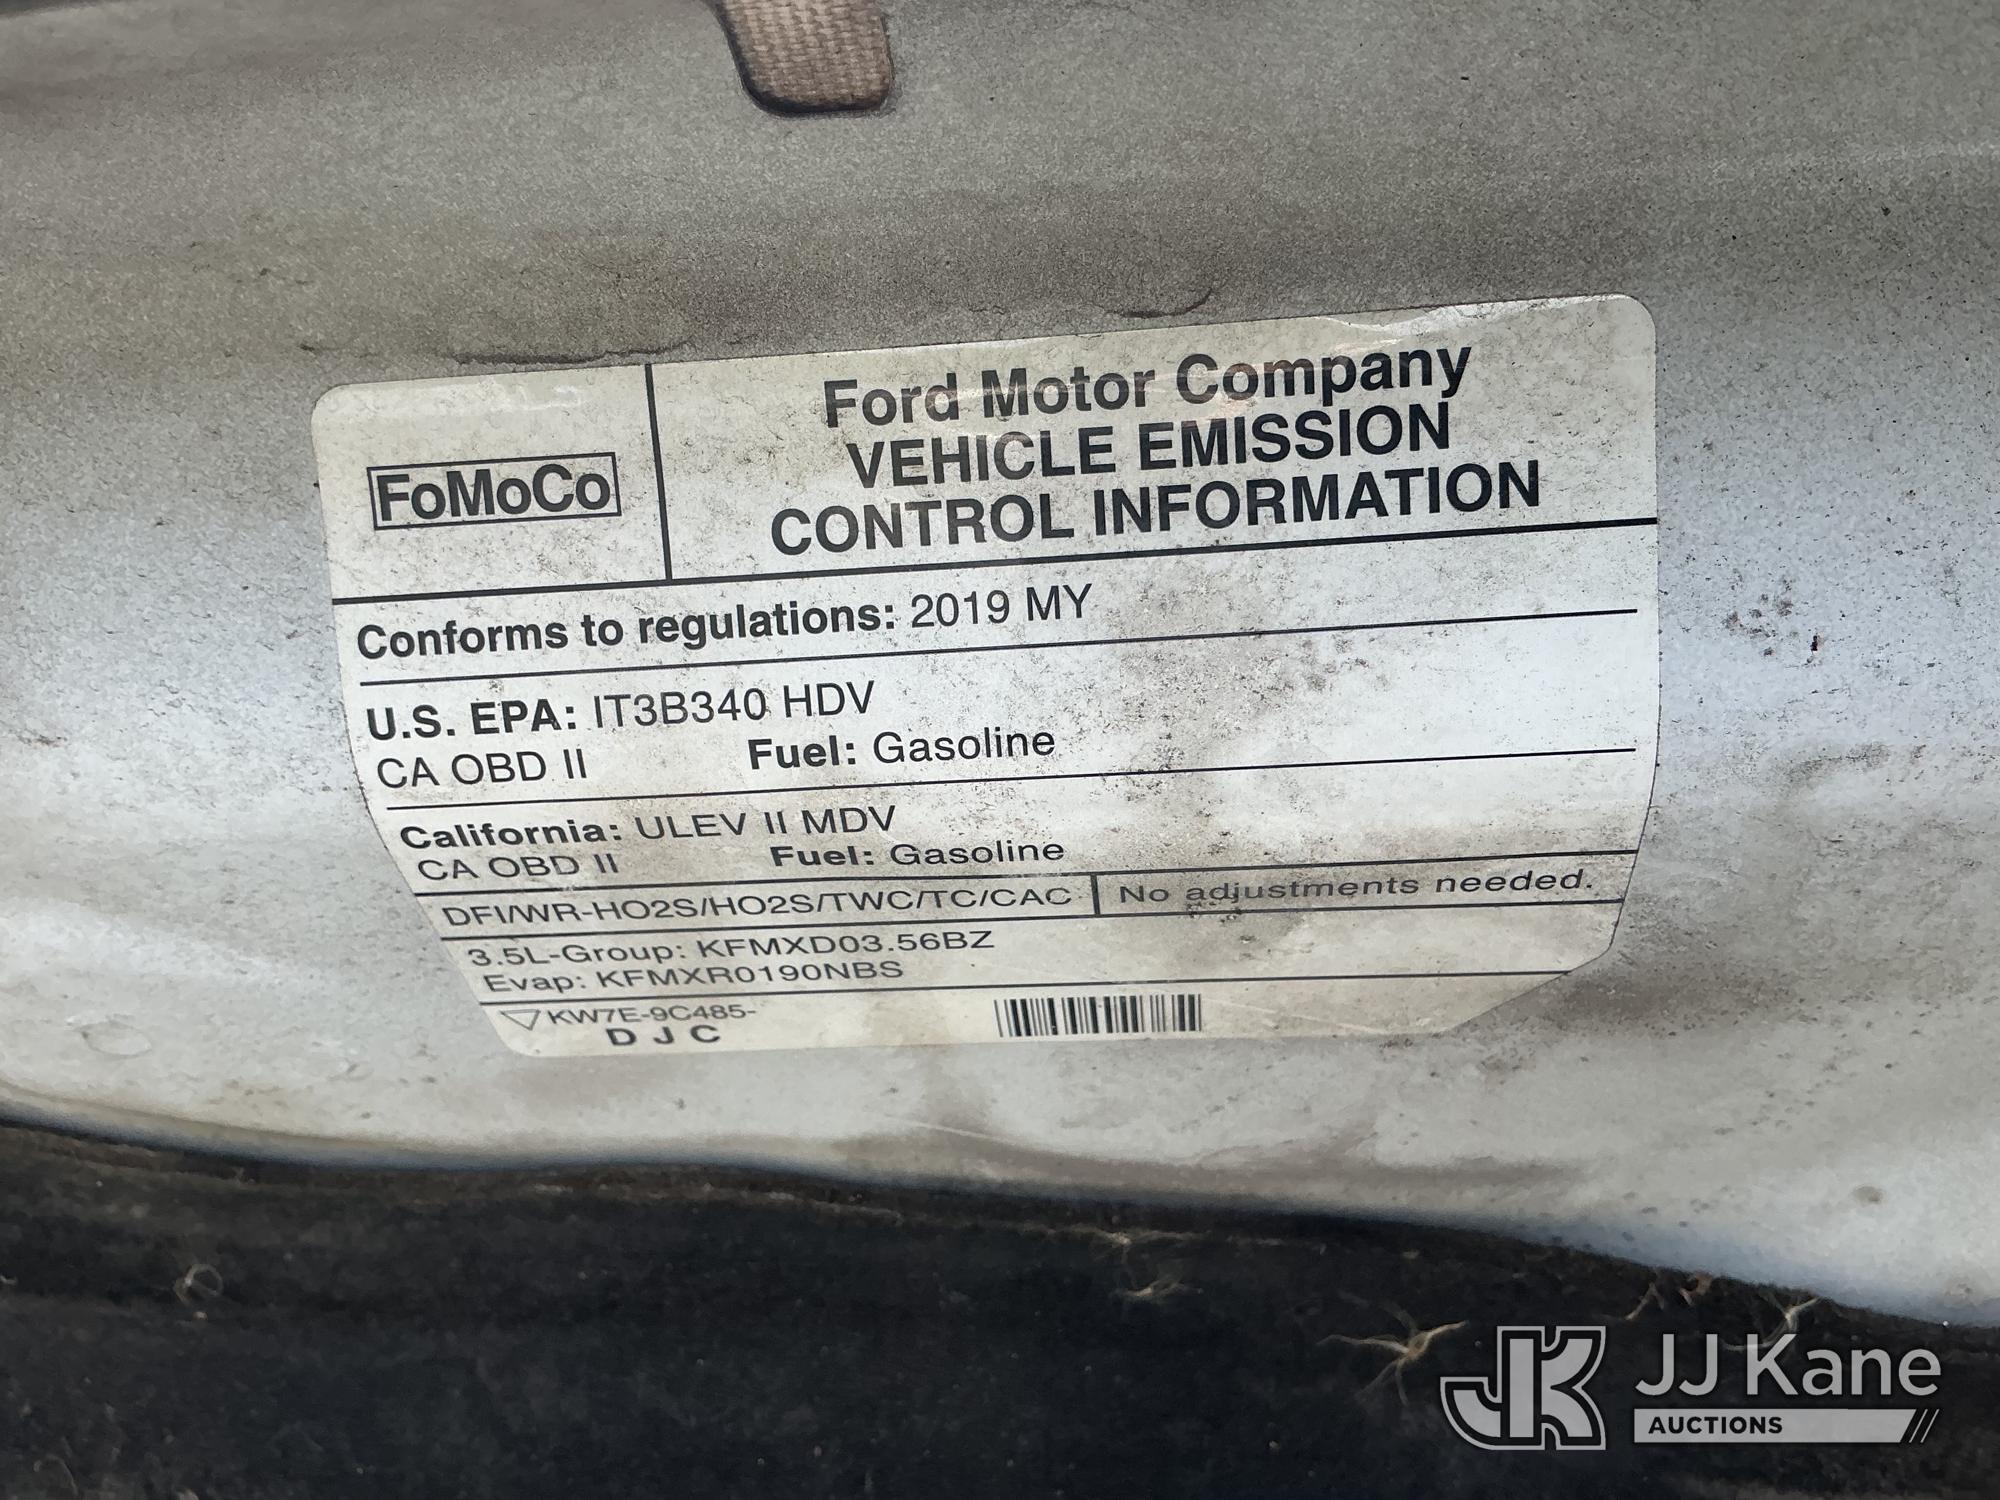 FoMoCo
Ford Motor Company
VEHICLE EMISSION
CONTROL INFORMATION
Conforms to regulations: 2019 MY
U.S. EPA: IT3B340 HDV
CA OBD II Fuel: Gasoline
California: ULEV II MDV
CA OBD II Fuel: Gasoline
DFI/WR-HO2S/HO2S/TWC/TC/CAC No adjustments needed.
3.5L-Group: KFMXD03.56BZ
Evap: KFMXR0190NBS
KW7E-9C485-
D J C
JK JJ Kane
AUCTIONS